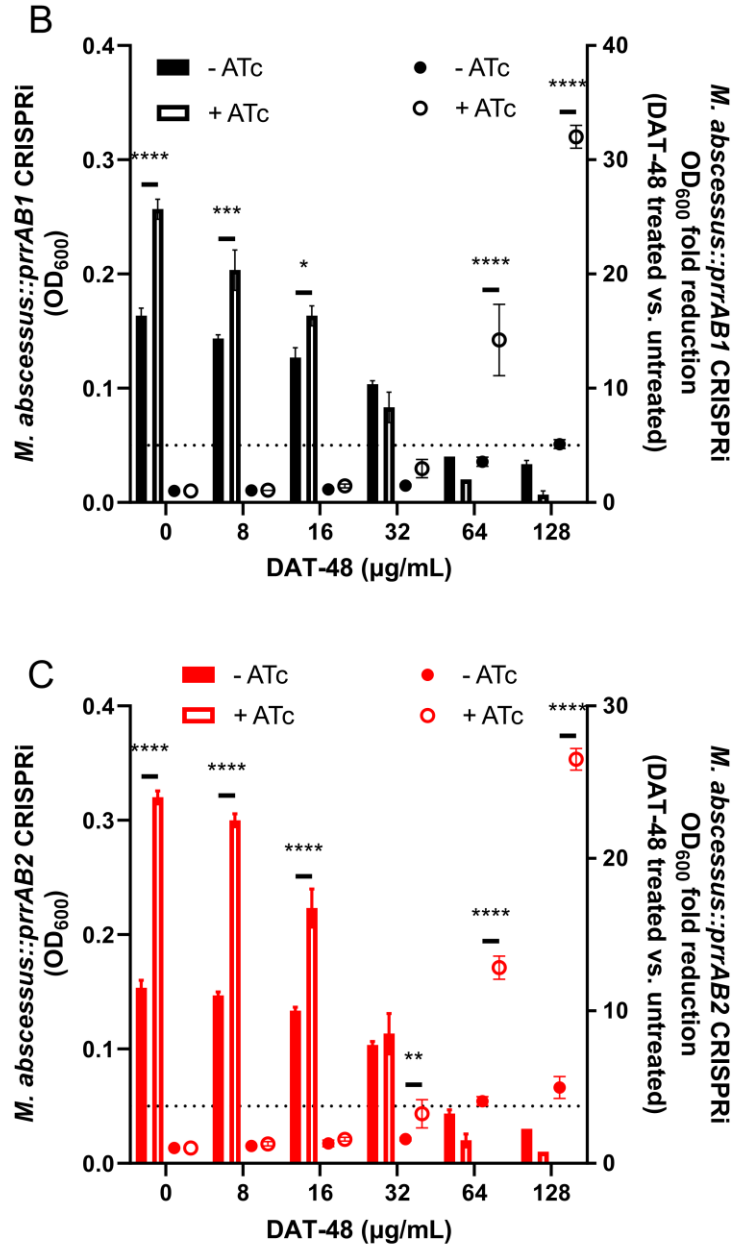 B
- ATc
+ ATc
- ATc
+ ATc
M. abscessus::prrAB1 CRISPRi
(OD600)
0.4
0.3
0.2
0.1
0.0
****
***
*
****
****
40
30
20
10
0
M. abscessus::prrAB1 CRISPRi
OD600 fold reduction
(DAT-48 treated vs. untreated)
0 8 16 32 64 128
DAT-48 (µg/mL)
C
- ATc
+ ATc
- ATc
+ ATc
M. abscessus::prrAB2 CRISPRi
(OD600)
0.4
0.3
0.2
0.1
0.0
****
****
****
**
****
****
30
20
10
0
M. abscessus::prrAB2 CRISPRi
OD600 fold reduction
(DAT-48 treated vs. untreated)
0 8 16 32 64 128
DAT-48 (µg/mL)